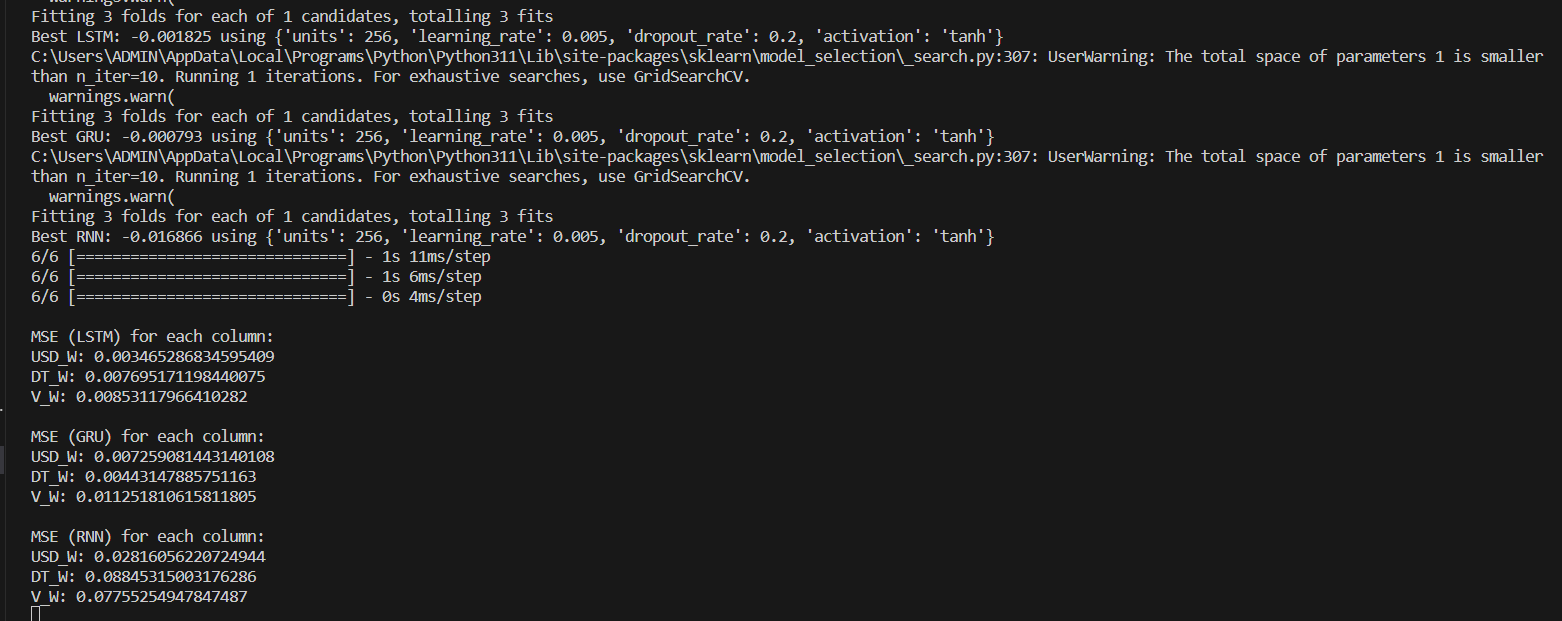 warnings.warn(
Fitting 3 folds for each of 1 candidates, totalling 3 fits
Best LSTM: -0.001825 using {'units': 256, 'learning_rate': 0.005, 'dropout_rate': 0.2, 'activation': 'tanh'}
C:\Users\ADMIN\AppData\Local\Programs\Python\Python311\Lib\site-packages\sklearn\model_selection\_search.py:307: UserWarning: The total space of parameters 1 is smaller
than n_iter=10. Running 1 iterations. For exhaustive searches, use GridSearchCV.
  warnings.warn(
Fitting 3 folds for each of 1 candidates, totalling 3 fits
Best GRU: -0.000793 using {'units': 256, 'learning_rate': 0.005, 'dropout_rate': 0.2, 'activation': 'tanh'}
C:\Users\ADMIN\AppData\Local\Programs\Python\Python311\Lib\site-packages\sklearn\model_selection\_search.py:307: UserWarning: The total space of parameters 1 is smaller
than n_iter=10. Running 1 iterations. For exhaustive searches, use GridSearchCV.
  warnings.warn(
Fitting 3 folds for each of 1 candidates, totalling 3 fits
Best RNN: -0.016866 using {'units': 256, 'learning_rate': 0.005, 'dropout_rate': 0.2, 'activation': 'tanh'}
6/6 [==============================] - 1s 11ms/step
6/6 [==============================] - 1s 6ms/step
6/6 [==============================] - 0s 4ms/step
MSE (LSTM) for each column:
USD_W: 0.003465286834595409
DT_W: 0.007695171198440075
V_W: 0.00853117966410282
MSE (GRU) for each column:
USD_W: 0.007259081443140108
DT_W: 0.00443147885751163
V_W: 0.011251810615811805
MSE (RNN) for each column:
USD_W: 0.02816056220724944
DT_W: 0.08845315003176286
V_W: 0.07755254947847487